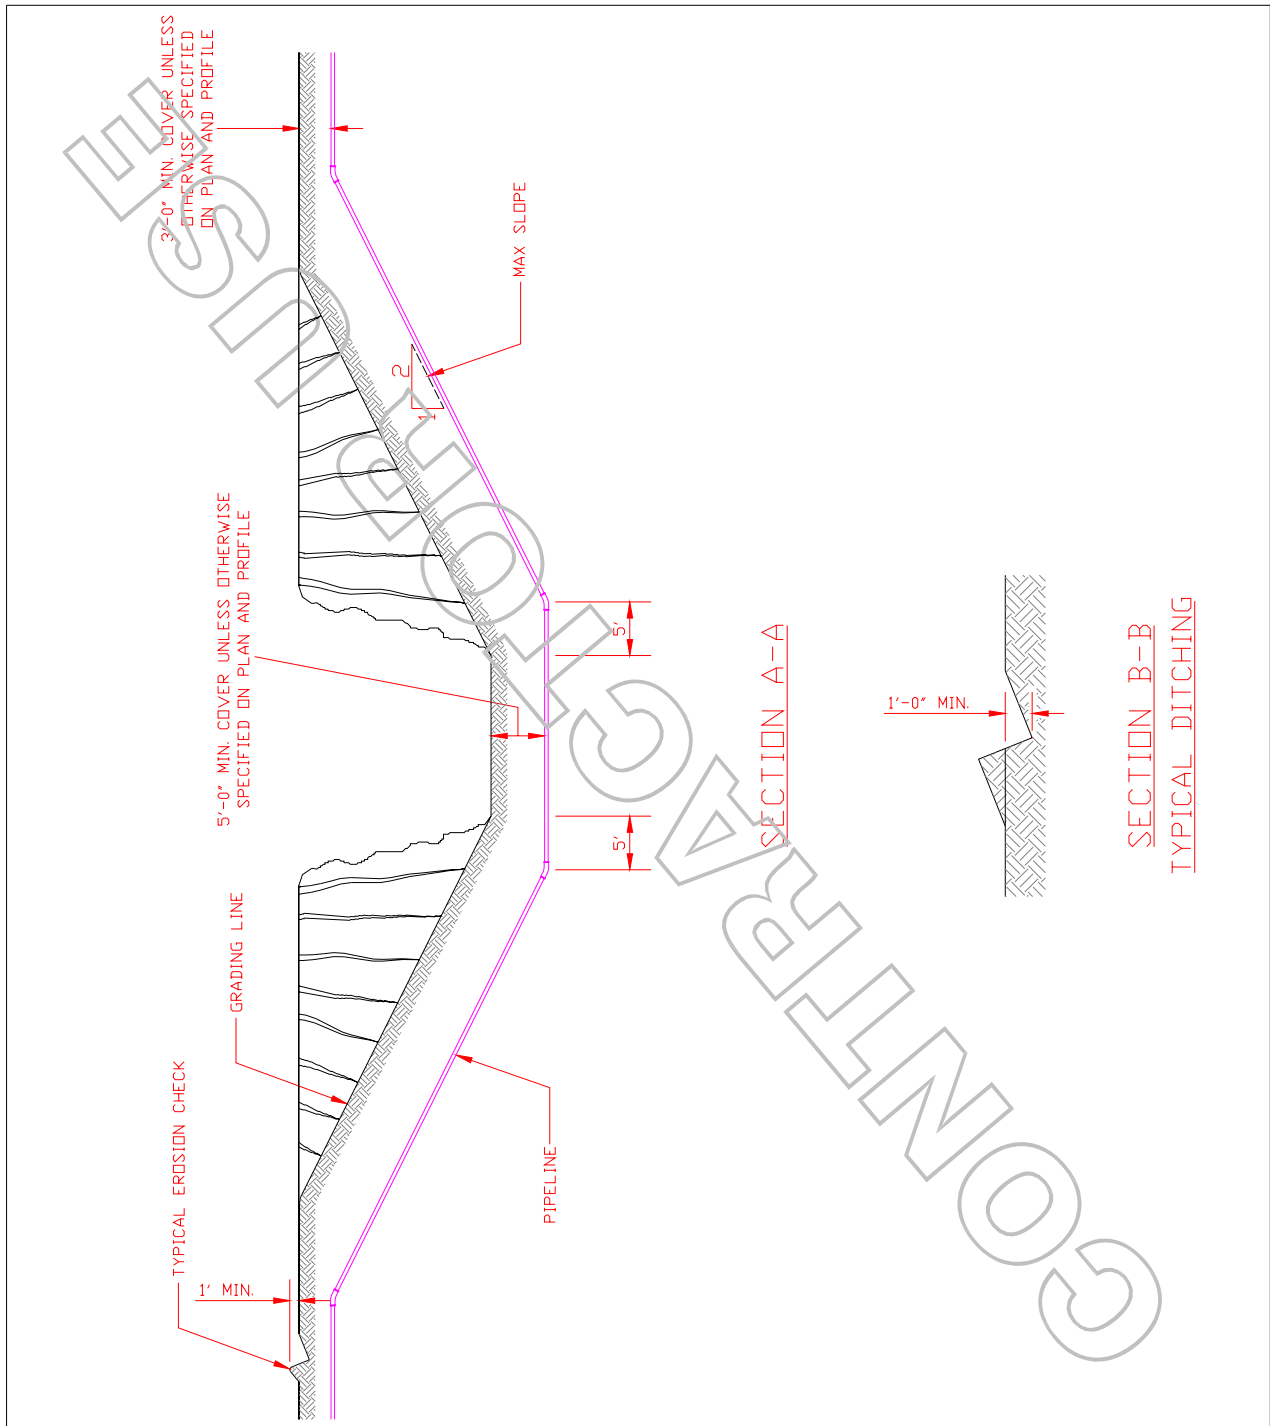 3'-0" MIN. COVER UNLESS
OTHERWISE SPECIFIED
ON PLAN AND PROFILE
MAX SLOPE
2
1
5'-0" MIN. COVER UNLESS OTHERWISE
SPECIFIED ON PLAN AND PROFILE
5'
5'
GRADING LINE
TYPICAL EROSION CHECK
1' MIN.
PIPELINE
SECTION A-A
1'-0" MIN.
SECTION B-B
TYPICAL DITCHING
CONTRACTOR USE